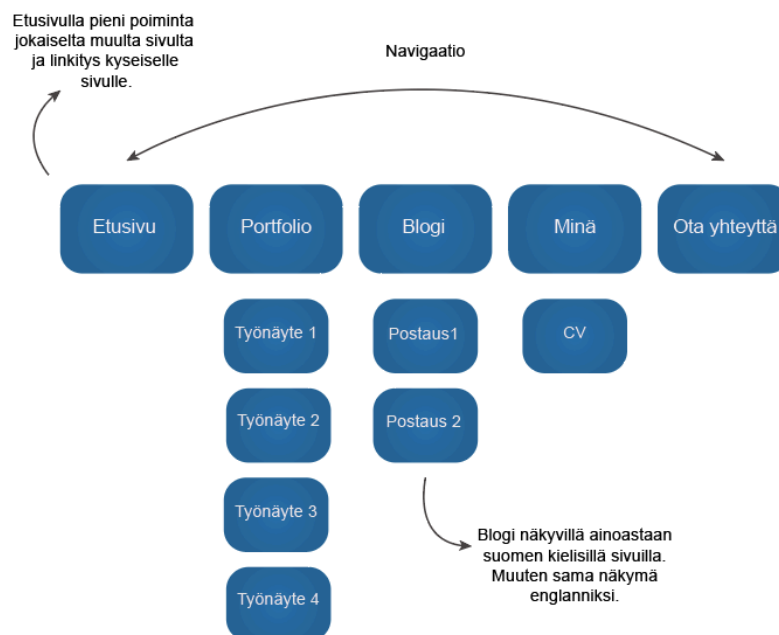 Etusivulla pieni poiminta
jokaiselta muulta sivulta
ja linkitys kyseiselle
sivulle.
Navigaatio
Etusivu
Portfolio
Blogi
Minä
Ota yhteyttä
Työnäyte 1
Postaus1
CV
Työnäyte 2
Postaus 2
Työnäyte 3
Blogi näkyvillä ainoastaan
suomen kielisillä sivuilla.
Muuten sama näkymä
englanniksi.
Työnäyte 4